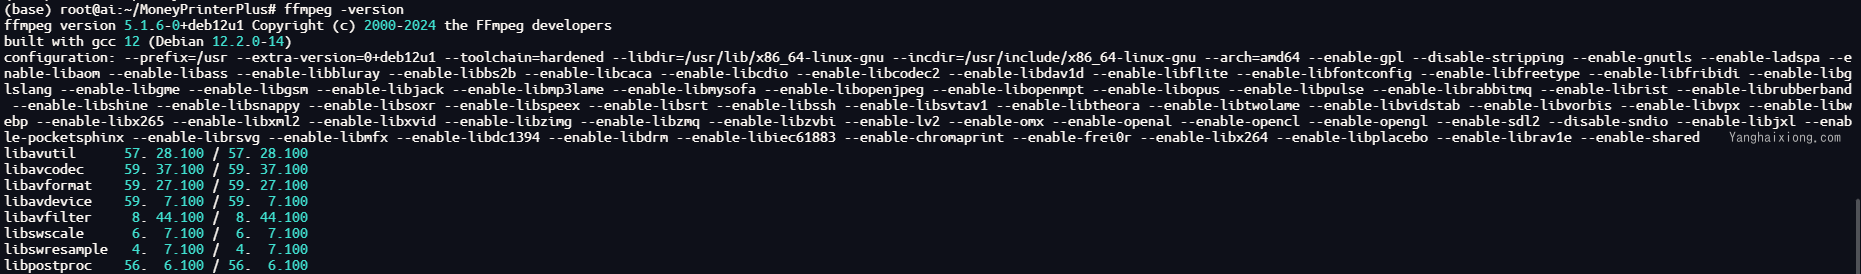 (base) root@ai:~/MoneyPrinterPlus# ffmpeg -version
ffmpeg version 5.1.6-0+deb12u1 Copyright (c) 2000-2024 the FFmpeg developers
built with gcc 12 (Debian 12.2.0-14)
configuration: --prefix=/usr --extra-version=0+deb12u1 --toolchain=hardened --libdir=/usr/lib/x86_64-linux-gnu --incdir=/usr/include/x86_64-linux-gnu --arch=amd64 --enable-gpl --disable-stripping --enable-gnutls --enable-ladspa --e
nable-libaom --enable-libass --enable-libbluray --enable-libbs2b --enable-libcaca --enable-libcdio --enable-libcodec2 --enable-libdav1d --enable-libflite --enable-libfontconfig --enable-libfreetype --enable-libfribidi --enable-libg
lslang --enable-libgme --enable-libgsm --enable-libjack --enable-libmp3lame --enable-libmysofa --enable-libopenjpeg --enable-libopenmpt --enable-libopus --enable-libpulse --enable-librabbitmq --enable-librist --enable-librubberband
--enable-libshine --enable-libsnappy --enable-libsoxr --enable-libspeex --enable-libsrt --enable-libssh --enable-libsvtav1 --enable-libtheora --enable-libtwolame --enable-libvidstab --enable-libvorbis --enable-libvpx --enable-libw
ebp --enable-libx265 --enable-libxml2 --enable-libxvid --enable-libzimg --enable-libzmq --enable-libzvbi --enable-lv2 --enable-omx --enable-openal --enable-opencl --enable-opengl --enable-sdl2 --disable-sndio --enable-libjxl --enab
le-pocketsphinx --enable-librsvg --enable-libmfx --enable-libdc1394 --enable-libdrm --enable-libiec61883 --enable-chromaprint --enable-frei0r --enable-libx264 --enable-libplacebo --enable-librav1e --enable-shared
Yanghaixiong.com
libavutil      57. 28.100 / 57. 28.100
libavcodec     59. 37.100 / 59. 37.100
libavformat    59. 27.100 / 59. 27.100
libavdevice    59.  7.100 / 59.  7.100
libavfilter     8. 44.100 /  8. 44.100
libswscale      6.  7.100 /  6.  7.100
libswresample   4.  7.100 /  4.  7.100
libpostproc    56.  6.100 / 56.  6.100